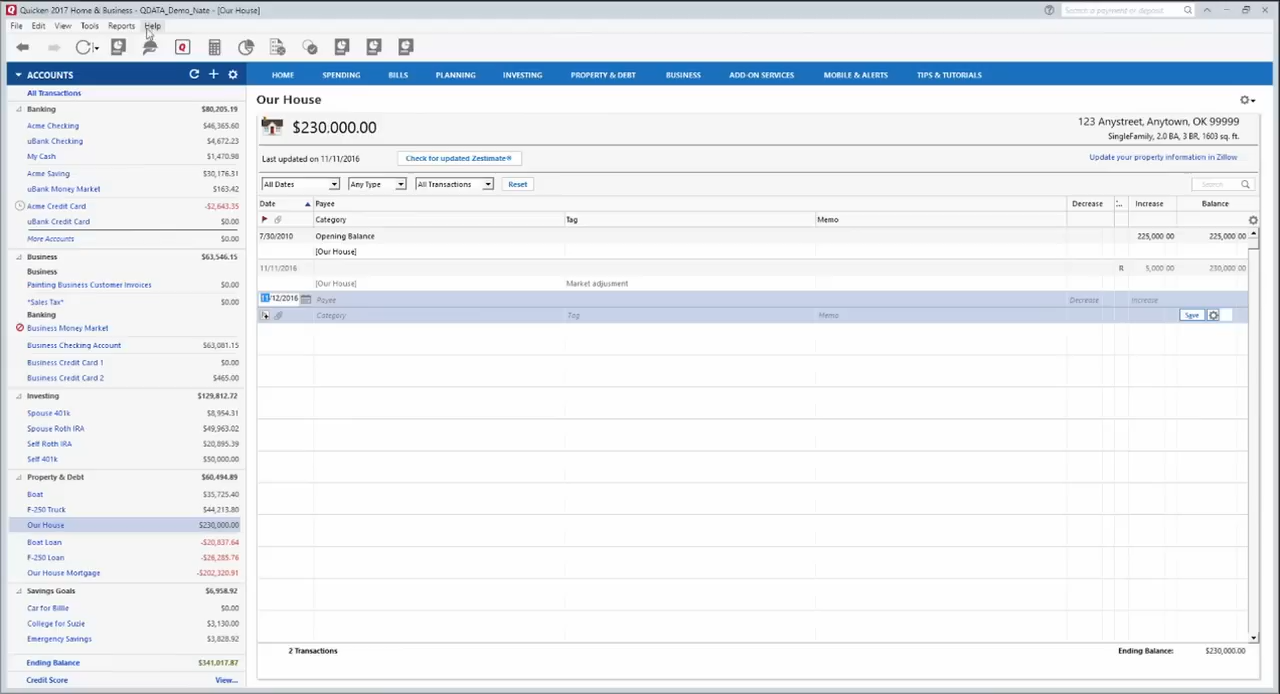 Quicken 2017 Home & Business - QDATA_Demo_Nate - [Our House]
Search a payment or deposit
File Edit View Tools Reports Help
ACCOUNTS
HOME SPENDING BILLS PLANNING INVESTING PROPERTY & DEBT BUSINESS ADD-ON SERVICES MOBILE & ALERTS TIPS & TUTORIALS
All Transactions
Banking $80,205.19
Acme Checking $46,365.60
uBank Checking $4,672.23
My Cash $1,470.98
Acme Saving $30,176.31
uBank Money Market $163.42
Acme Credit Card -$2,643.35
uBank Credit Card $0.00
More Accounts $0.00
Business $63,546.15
Business
Painting Business Customer Invoices $0.00
*Sales Tax* $0.00
Banking
Business Money Market
Business Checking Account $63,081.15
Business Credit Card 1 $0.00
Business Credit Card 2 $465.00
Investing $129,812.72
Spouse 401k $8,954.31
Spouse Roth IRA $49,963.02
Self Roth IRA $20,895.39
Self 401k $50,000.00
Property & Debt $60,494.89
Boat $35,725.40
F-250 Truck $44,213.80
Our House $230,000.00
Boat Loan -$20,837.64
F-250 Loan -$26,285.76
Our House Mortgage -$202,320.91
Savings Goals $6,958.92
Car for Billie $0.00
College for Suzie $3,130.00
Emergency Savings $3,828.92
Ending Balance $341,017.87
Credit Score View...
Our House
$230.000.00
123 Anystreet, Anytown, OK 99999
SingleFamily, 2.0 BA, 3 BR, 1603 sq. ft.
Last updated on 11/11/2016 Check for updated Zestimate®
Update your property information in Zillow
All Dates Any Type All Transactions Reset Search
Date Payee Decrease Increase Balance
Category Tag Memo
7/30/2010 Opening Balance 225,000 00 225,000 00
[Our House]
11/11/2016 R 5,000 00 230,000 00
[Our House] Market adjusment
11/12/2016 Payee Decrease Increase
Category Tag Memo Save
2 Transactions Ending Balance: $230,000.00